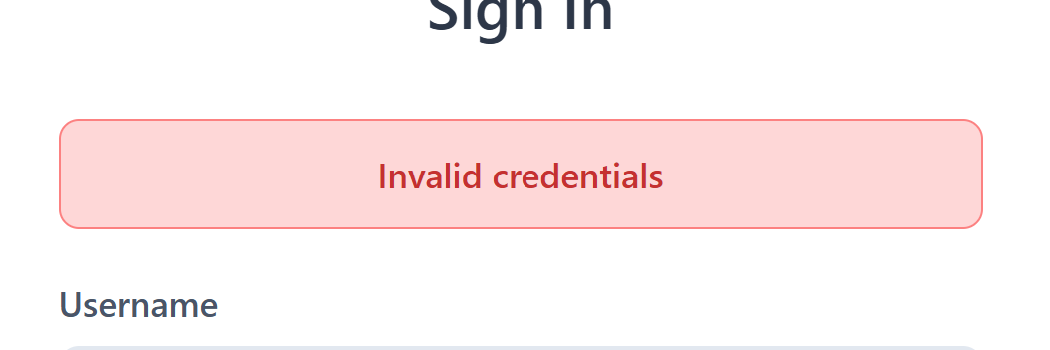 Sign In
Invalid credentials
Username